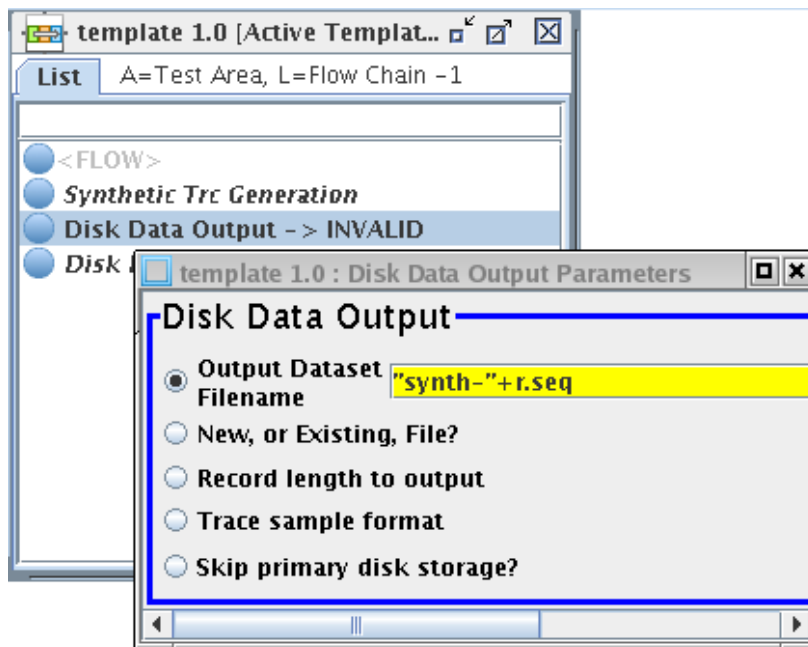 template 1.0 [Active Templat...
List A=Test Area, L=Flow Chain -1
<FLOW>
Synthetic Trc Generation
Disk Data Output -> INVALID
Disk
template 1.0 : Disk Data Output Parameters
Disk Data Output
Output Dataset
Filename
"synth-"+r.seq
New, or Existing, File?
Record length to output
Trace sample format
Skip primary disk storage?